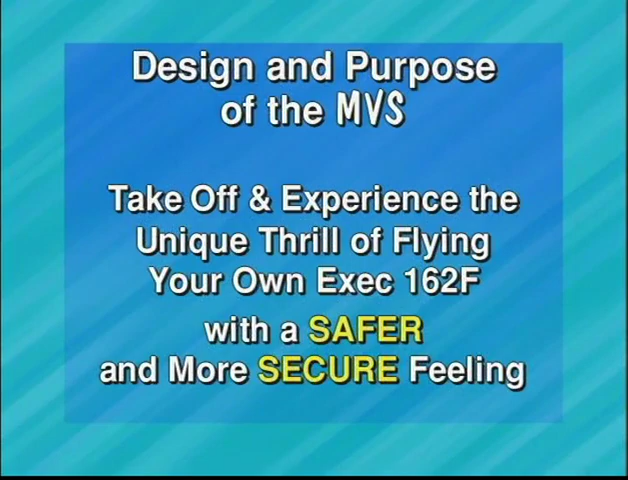 Design and Purpose
of the MVS
Take Off & Experience the
Unique Thrill of Flying
Your Own Exec 162F
with a SAFER
and More SECURE Feeling